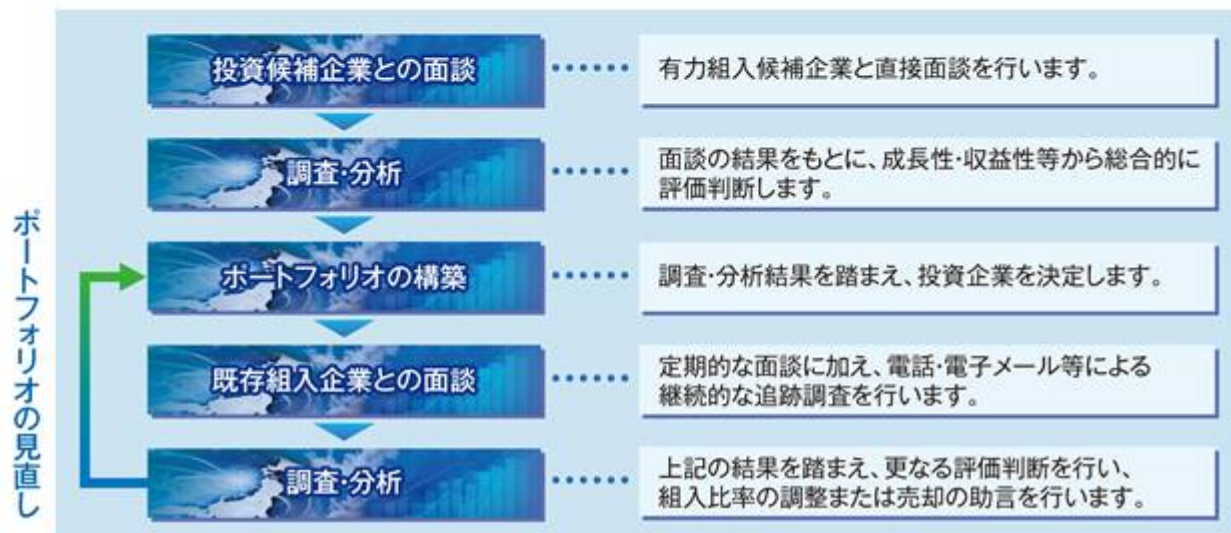 投資候補企業との面談
有力組入候補企業と直接面談を行います。
調査･分析
面談の結果をもとに、成長性･収益性等から総合的に
評価判断します。
ポートフォリオの構築
調査･分析結果を踏まえ、投資企業を決定します。
既存組入企業との面談
定期的な面談に加え、電話･電子メール等による
継続的な追跡調査を行います。
調査･分析
上記の結果を踏まえ、更なる評価判断を行い、
組入比率の調整または売却の助言を行います。
ポートフォリオの見直し